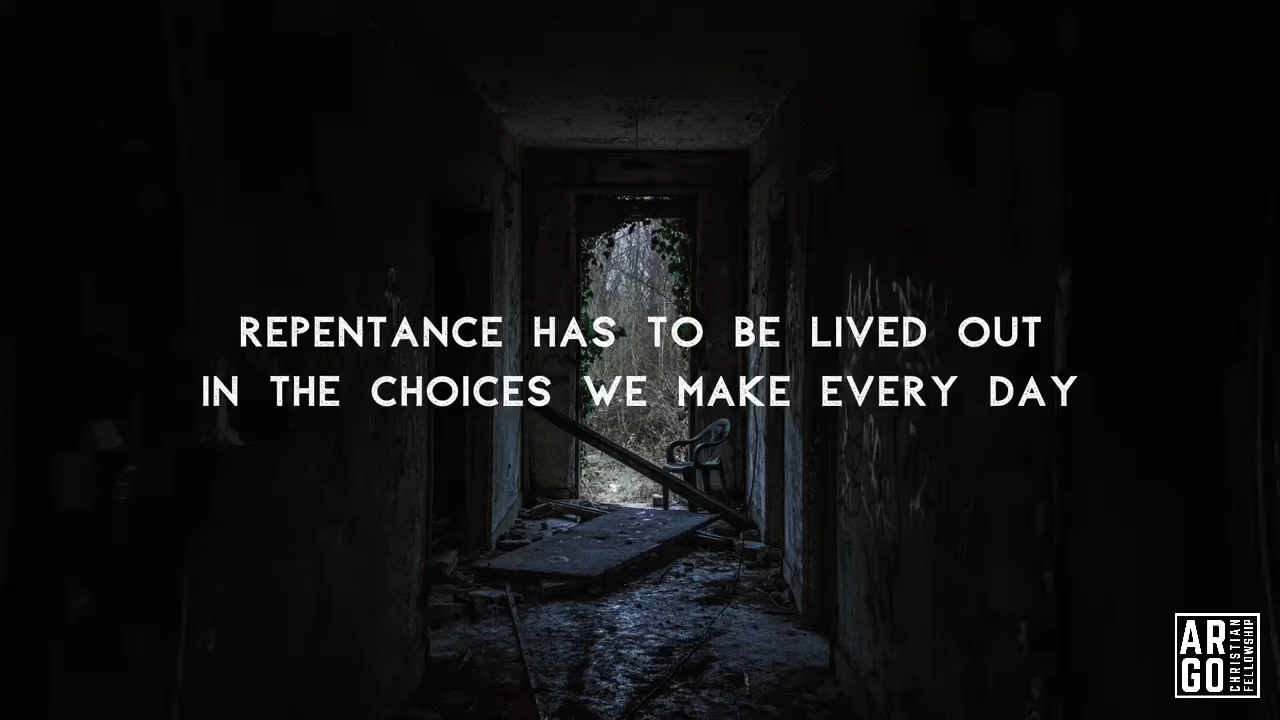 REPENTANCE HAS TO BE LIVED OUT
IN THE CHOICES WE MAKE EVERY DAY
AR
GO
CHRISTIAN
FELLOWSHIP